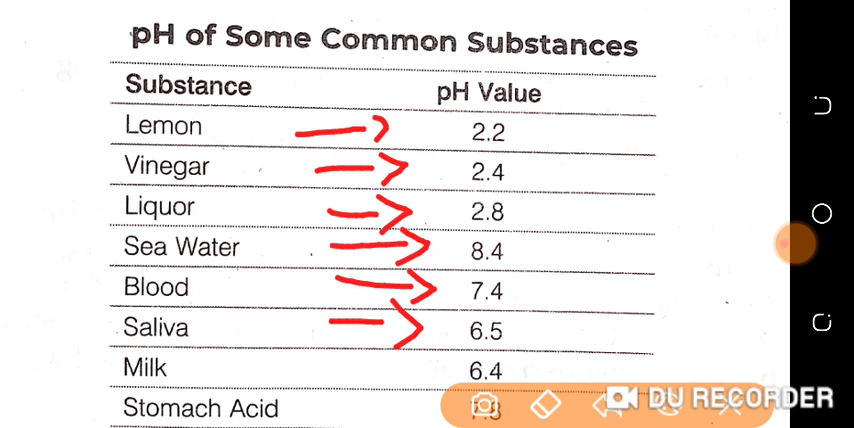 pH of Some Common Substances
Substance pH Value
Lemon 2.2
Vinegar 2.4
Liquor 2.8
Sea Water 8.4
Blood 7.4
Saliva 6.5
Milk 6.4
Stomach Acid
DU RECORDER